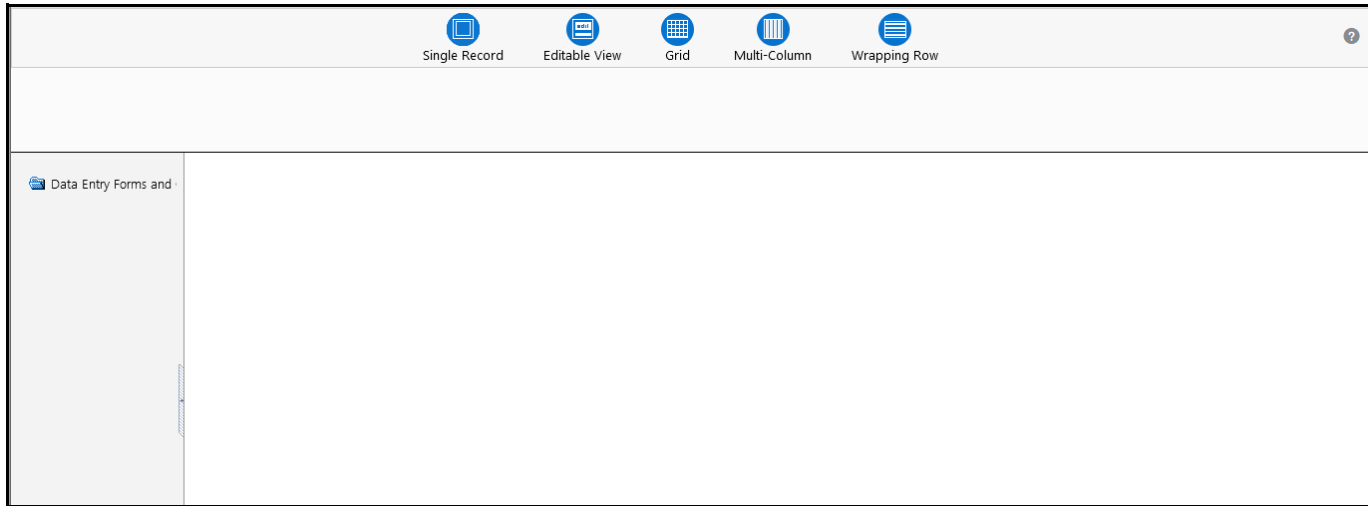 Single Record
Editable View
Grid
Multi-Column
Wrapping Row
?
Data Entry Forms and